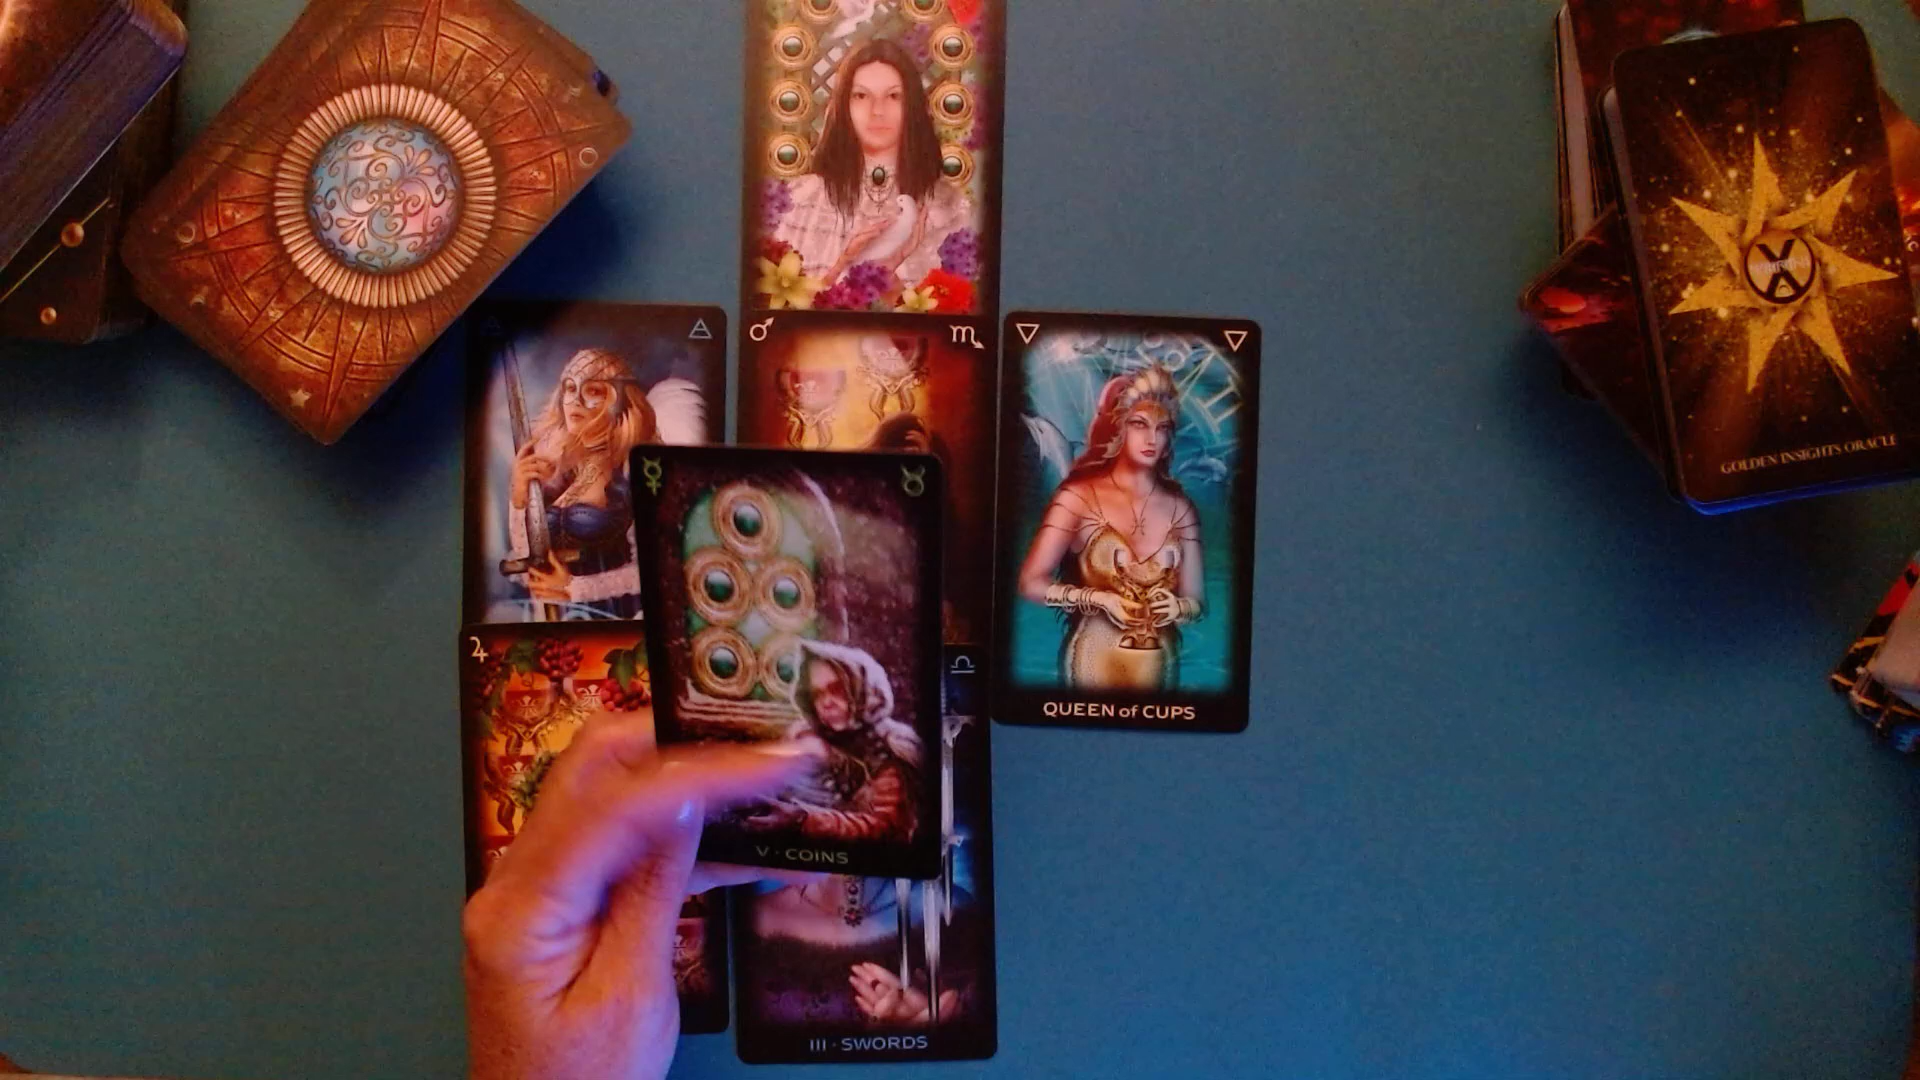 GOLDEN INSIGHTS ORACLE
QUEEN of CUPS
V · COINS
III · SWORDS